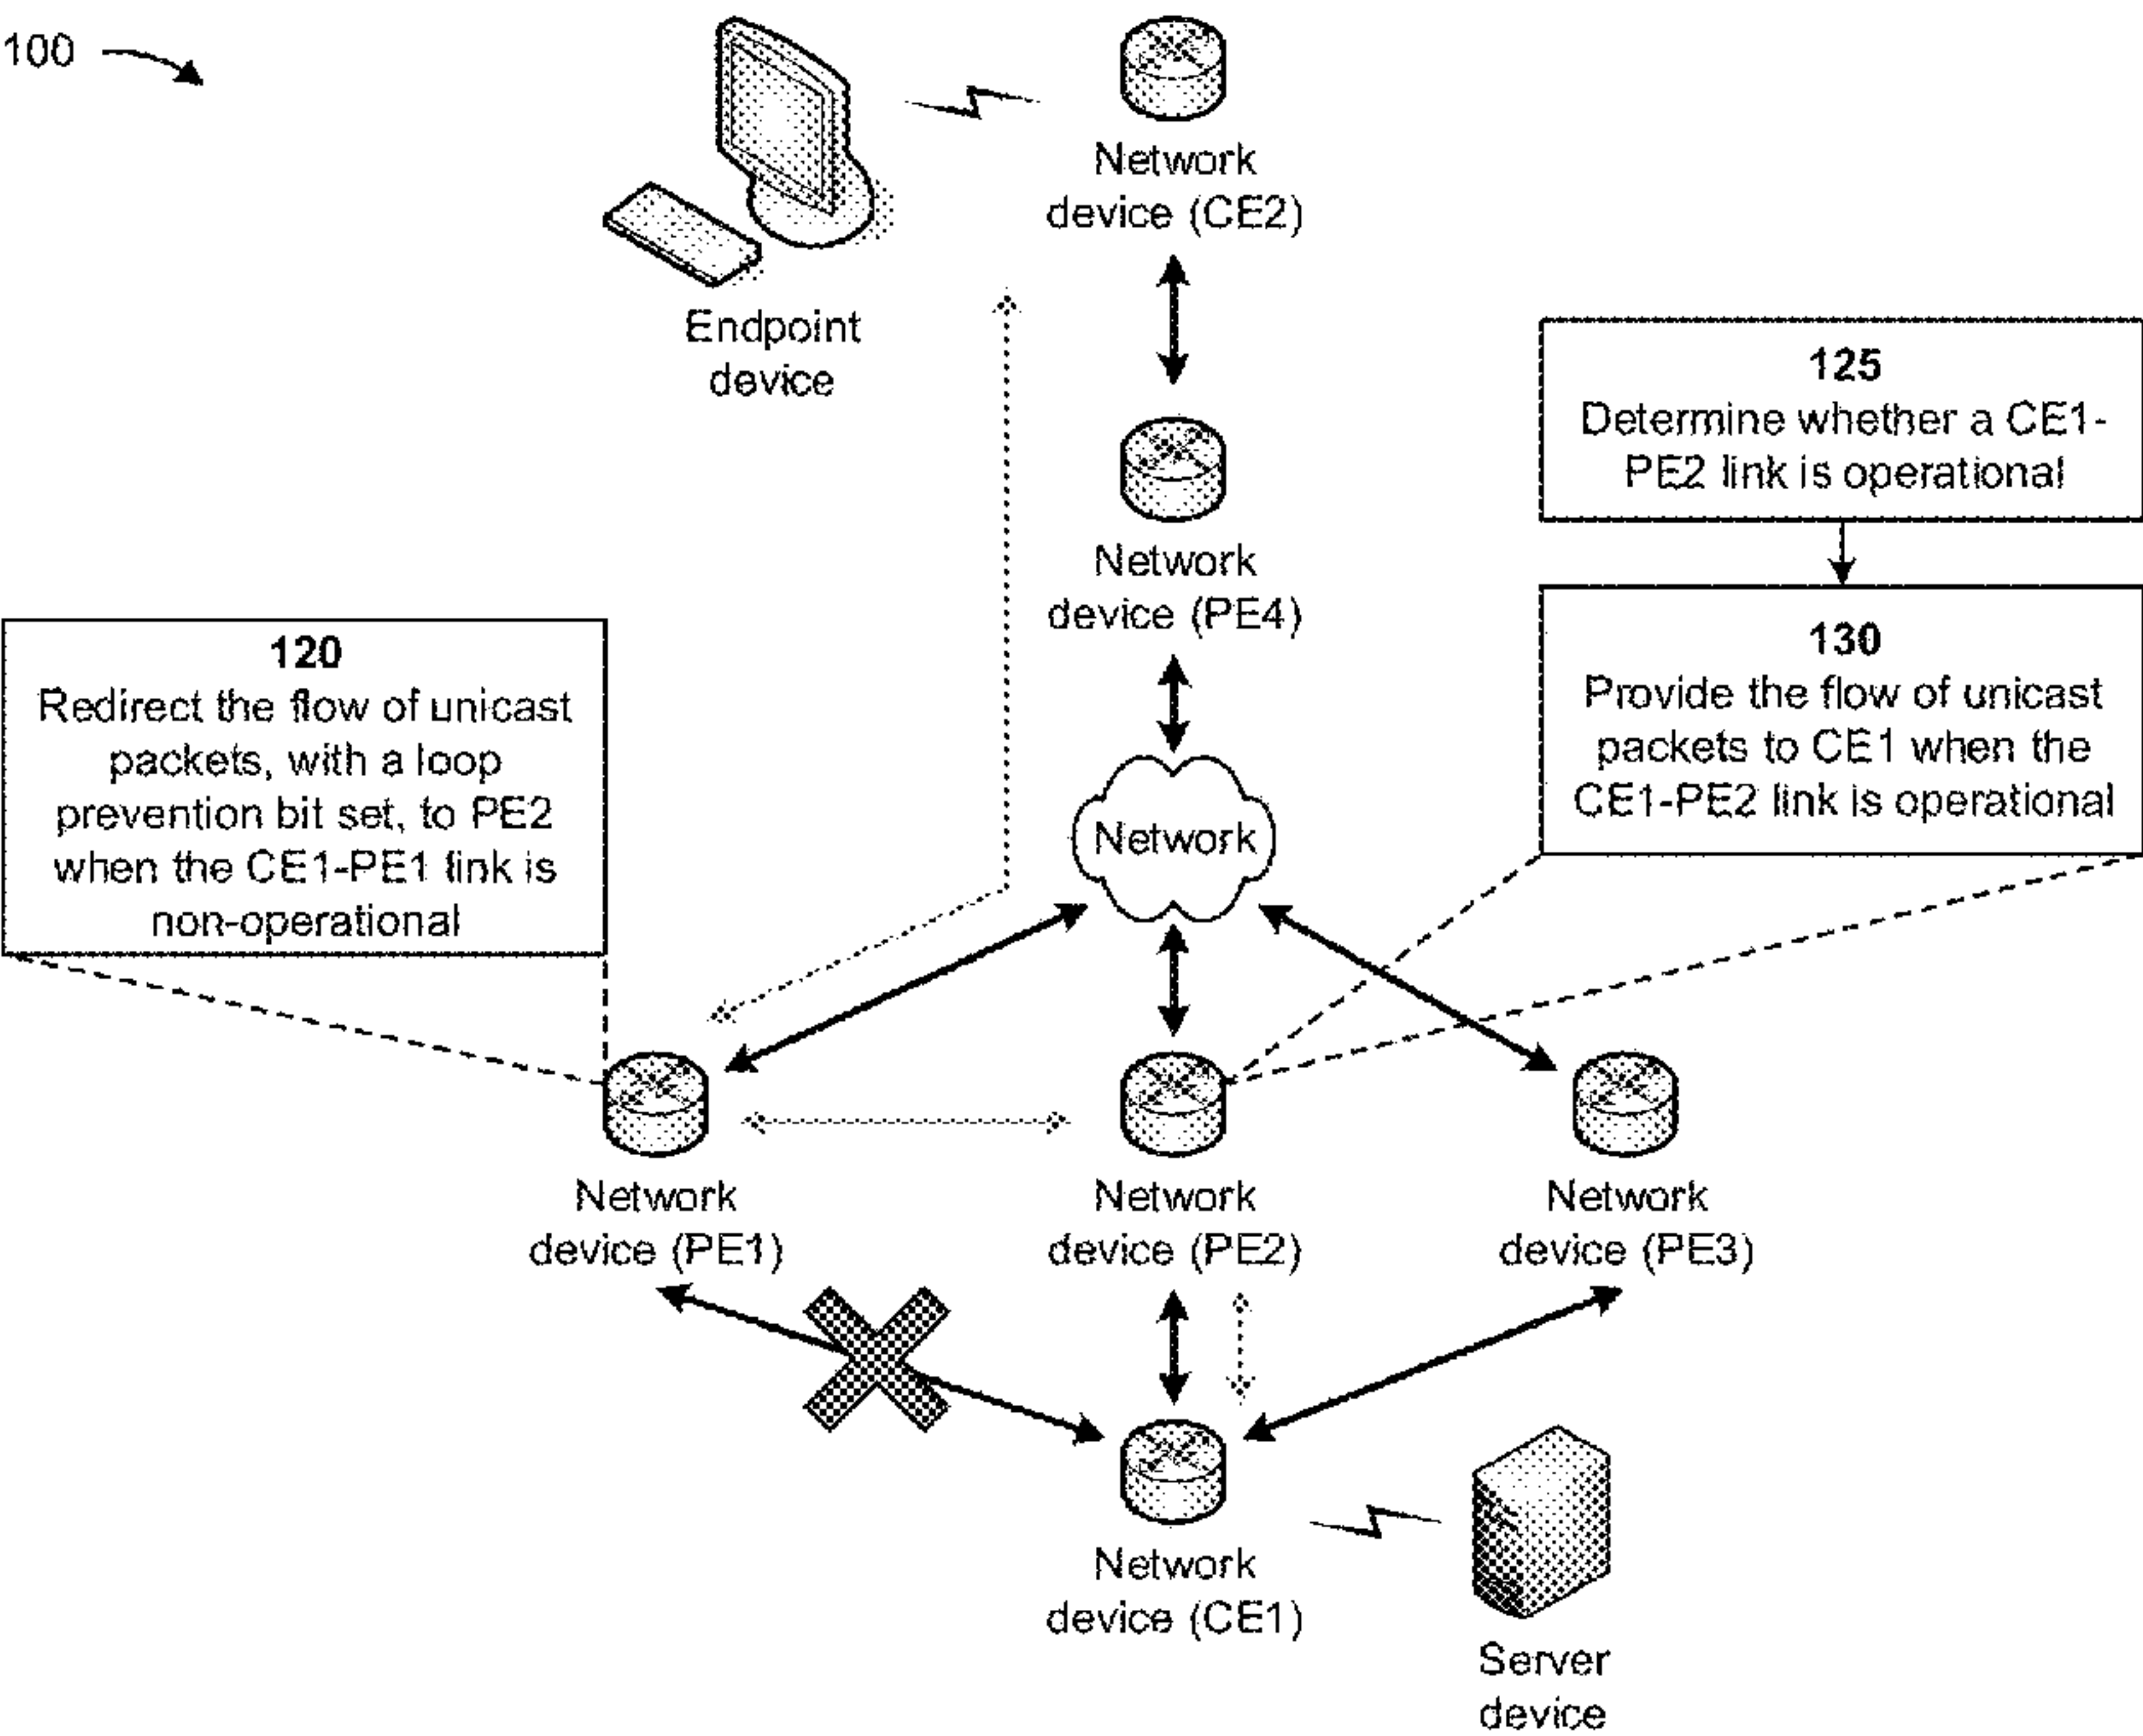 100
Network
device (CE2)
Endpoint
device
125
Determine whether a CE1-
PE2 link is operational
Network
device (PE4)
130
Provide the flow of unicast
packets to CE1 when the
CE1-PE2 link is operational
120
Redirect the flow of unicast
packets, with a loop
prevention bit set, to PE2
when the CE1-PE1 link is
non-operational
Network
Network
device (PE1)
Network
device (PE2)
Network
device (PE3)
Network
device (CE1)
Server
device